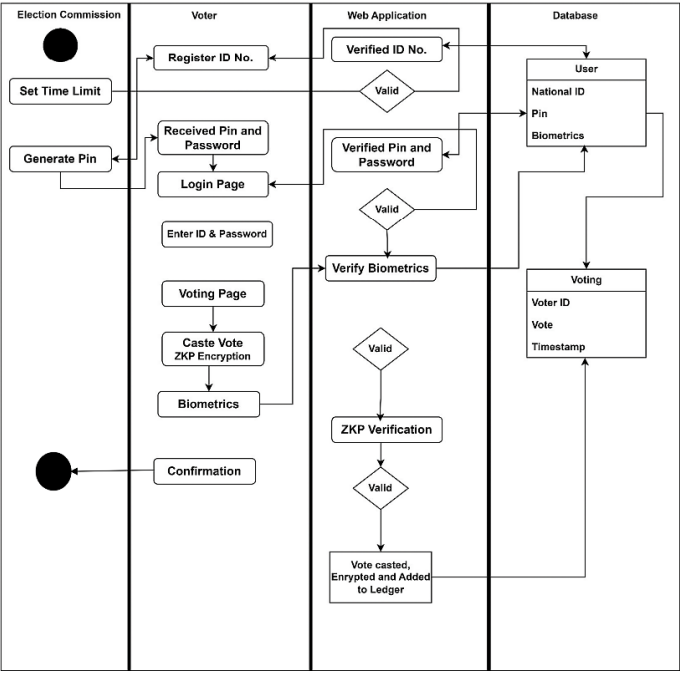 Election Commission
Voter
Web Application
Database
Register ID No.
Verified ID No.
User
National ID
Pin
Biometrics
Set Time Limit
Valid
Received Pin and
Password
Generate Pin
Verified Pin and
Password
Login Page
Valid
Enter ID & Password
Verify Biometrics
Voting
Voter ID
Vote
Timestamp
Voting Page
Caste Vote
ZKP Encryption
Valid
Biometrics
ZKP Verification
Confirmation
Valid
Vote casted,
Enrypted and Added
to Ledger